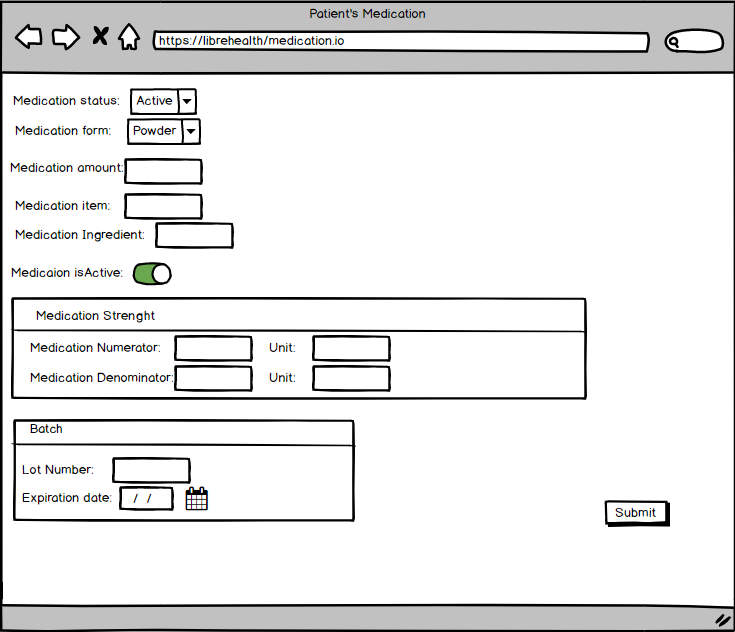 Patient's Medication
https://librehealth/medication.io
Medication status: Active
Medication form: Powder
Medication amount:
Medication item:
Medication Ingredient:
Medicaion isActive:
Medication Strenght
Medication Numerator: Unit:
Medication Denominator: Unit:
Batch
Lot Number:
Expiration date: / /
Submit